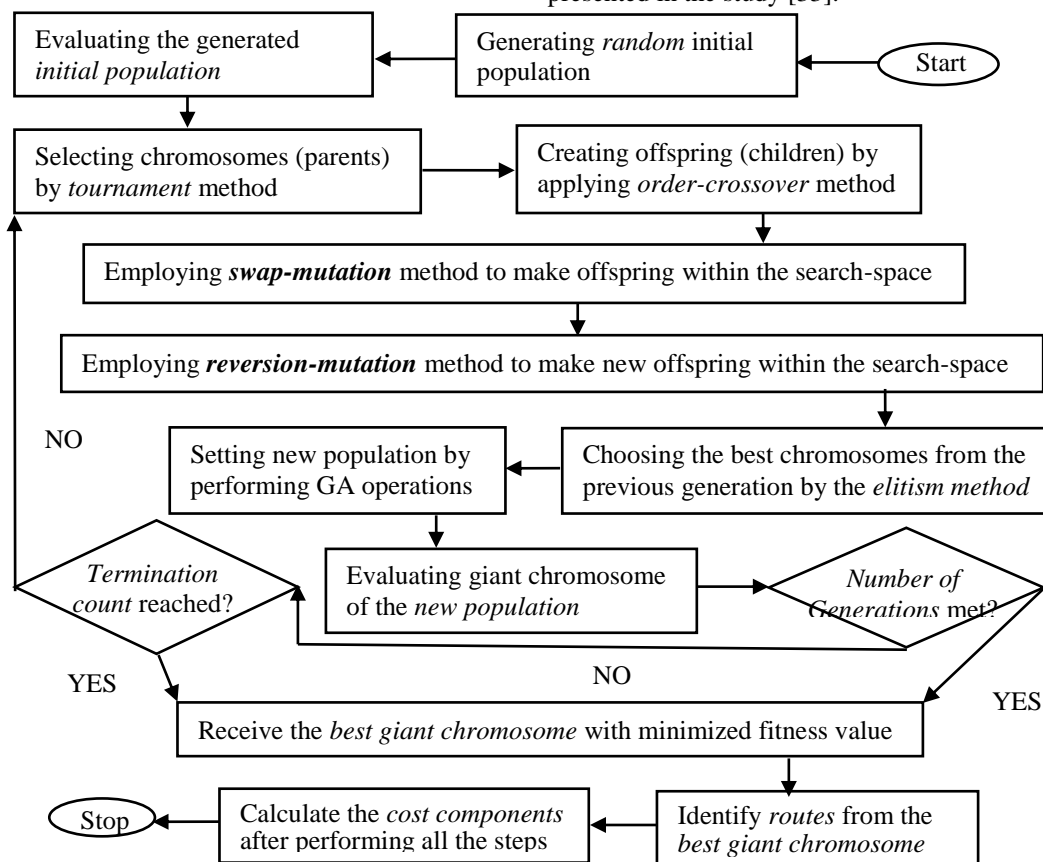 presented in the study [35].
Start
Generating random initial
population
Evaluating the generated
initial population
Selecting chromosomes (parents)
by tournament method
Creating offspring (children) by
applying order-crossover method
Employing swap-mutation method to make offspring within the search-space
Employing reversion-mutation method to make new offspring within the search-space
Choosing the best chromosomes from the
previous generation by the elitism method
Setting new population by
performing GA operations
Evaluating giant chromosome
of the new population
Number of
Generations met?
NO
YES
Termination
count reached?
NO
YES
Receive the best giant chromosome with minimized fitness value
Identify routes from the
best giant chromosome
Calculate the cost components
after performing all the steps
Stop